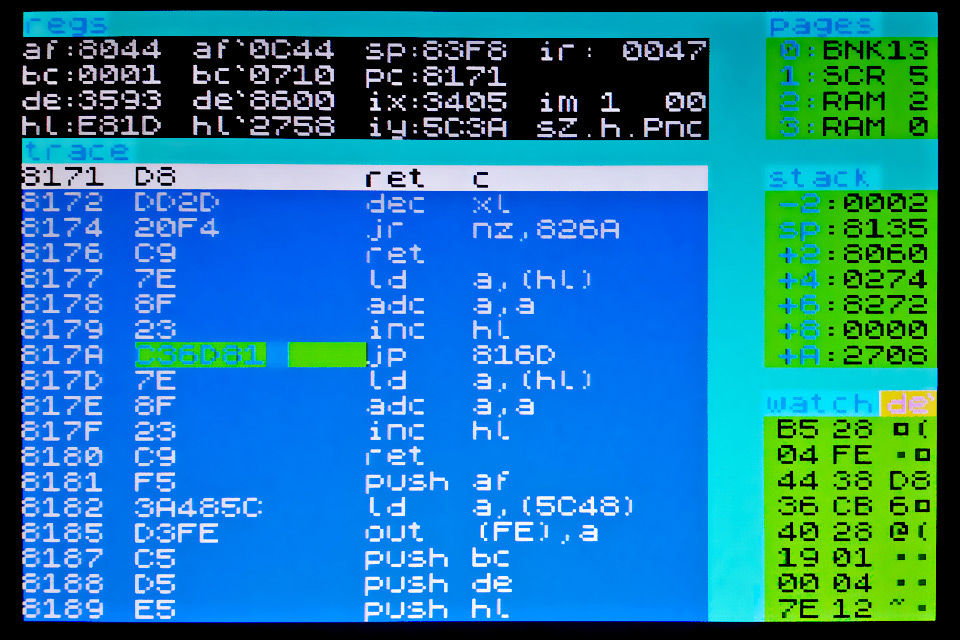 regs
af:8044 af`0C44 sp:83F8 ir: 0047
bc:0001 bc`0710 pc:8171
de:3593 de`8600 ix:3405 im 1 00
hl:E81D hl`2758 iy:5C3A sz.h.Pnc
trace
8171 D8 ret c
8172 DD2D dec xl
8174 20F4 jr nz,826A
8176 C9 ret
8177 7E ld a,(hl)
8178 8F adc a,a
8179 23 inc hl
817A C36D81 jp 816D
817D 7E ld a,(hl)
817E 8F adc a,a
817F 23 inc hl
8180 C9 ret
8181 F5 push af
8182 3A485C ld a,(5C48)
8185 D3FE out (FE),a
8187 C5 push bc
8188 D5 push de
8189 E5 push hl
pages
0:BNK13
1:SCR 5
2:RAM 2
3:RAM 0
stack
-2:0002
sp:8135
+2:8060
+4:0274
+6:8272
+8:0000
+A:2708
watch de`
B5 28 ¤(
04 FE ·¤
44 38 D8
36 CB 6¤
40 28 @(
19 01 ··
00 04 ··
7E 12 ~·